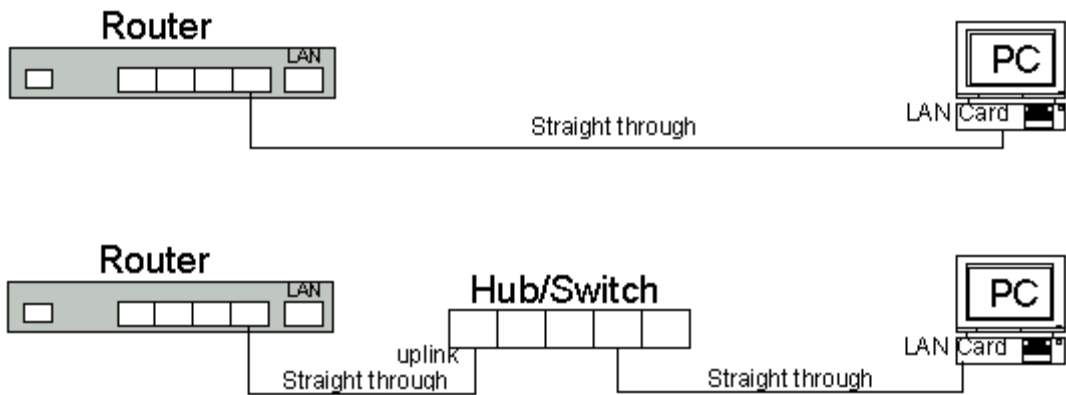 Router
LAN
PC
LAN Card
Straight through
Router
LAN
Hub/Switch
PC
uplink
LAN Card
Straight through
Straight through